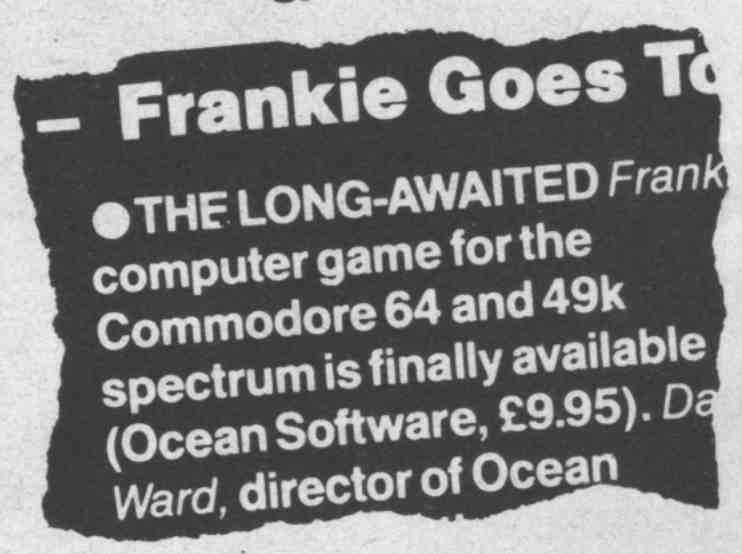 – Frankie Goes To
● THE LONG-AWAITED Frank
computer game for the
Commodore 64 and 49k
spectrum is finally available
(Ocean Software, £9.95). Da
Ward, director of Ocean